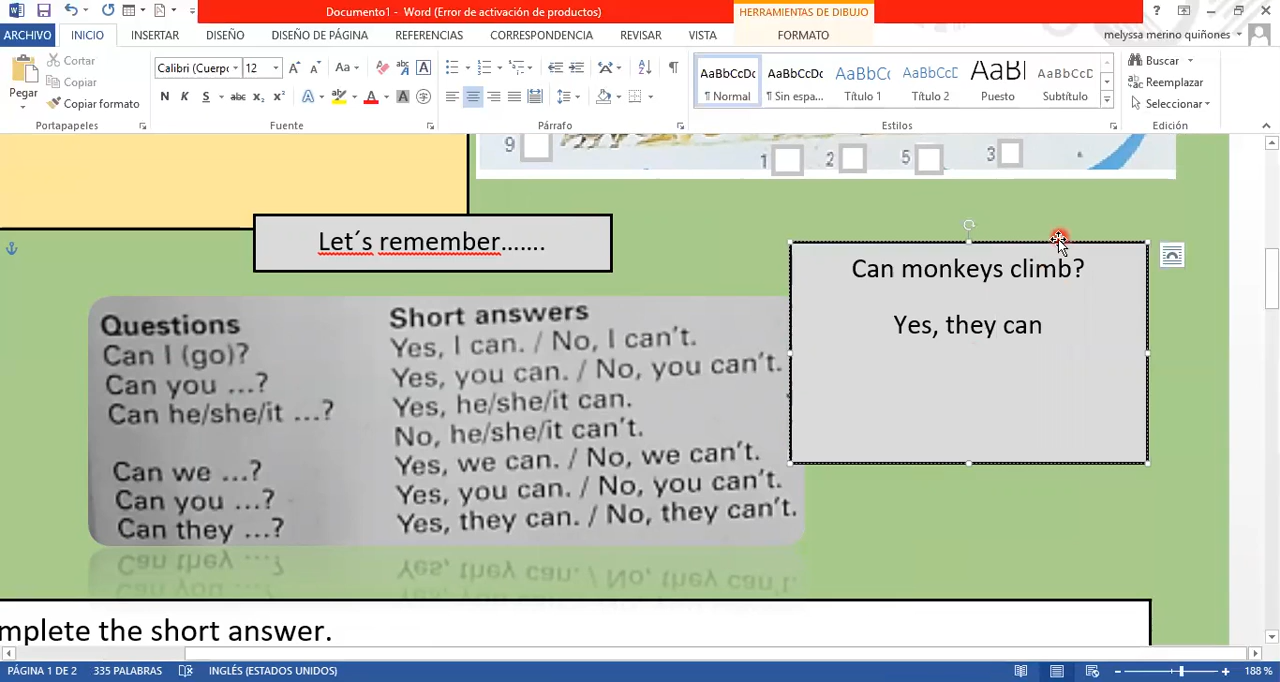 Documento1 - Word (Error de activación de productos)
HERRAMIENTAS DE DIBUJO
ARCHIVO INICIO INSERTAR DISEÑO DISEÑO DE PÁGINA REFERENCIAS CORRESPONDENCIA REVISAR VISTA FORMATO
melyssa merino quiñones
Pegar
Cortar
Copiar
Copiar formato
Portapapeles
Calibri (Cuerpo 12
N K S abc x₂ x²
Fuente
Párrafo
AaBbCcDc AaBbCcDc AaBbCc AaBbCcD AaBl AaBbCcD
¶ Normal ¶ Sin espa... Título 1 Título 2 Puesto Subtítulo
Estilos
Buscar
Reemplazar
Seleccionar
Edición
9
1 2 5 3
Let´s remember…….
Can monkeys climb?
Yes, they can
Questions Short answers
Can I (go)? Yes, I can. / No, I can't.
Can you ...? Yes, you can. / No, you can't.
Can he/she/it ...? Yes, he/she/it can.
No, he/she/it can't.
Can we ...? Yes, we can. / No, we can't.
Can you ...? Yes, you can. / No, you can't.
Can they ...? Yes, they can. / No, they can't.
mplete the short answer.
PÁGINA 1 DE 2 335 PALABRAS INGLÉS (ESTADOS UNIDOS) 188 %